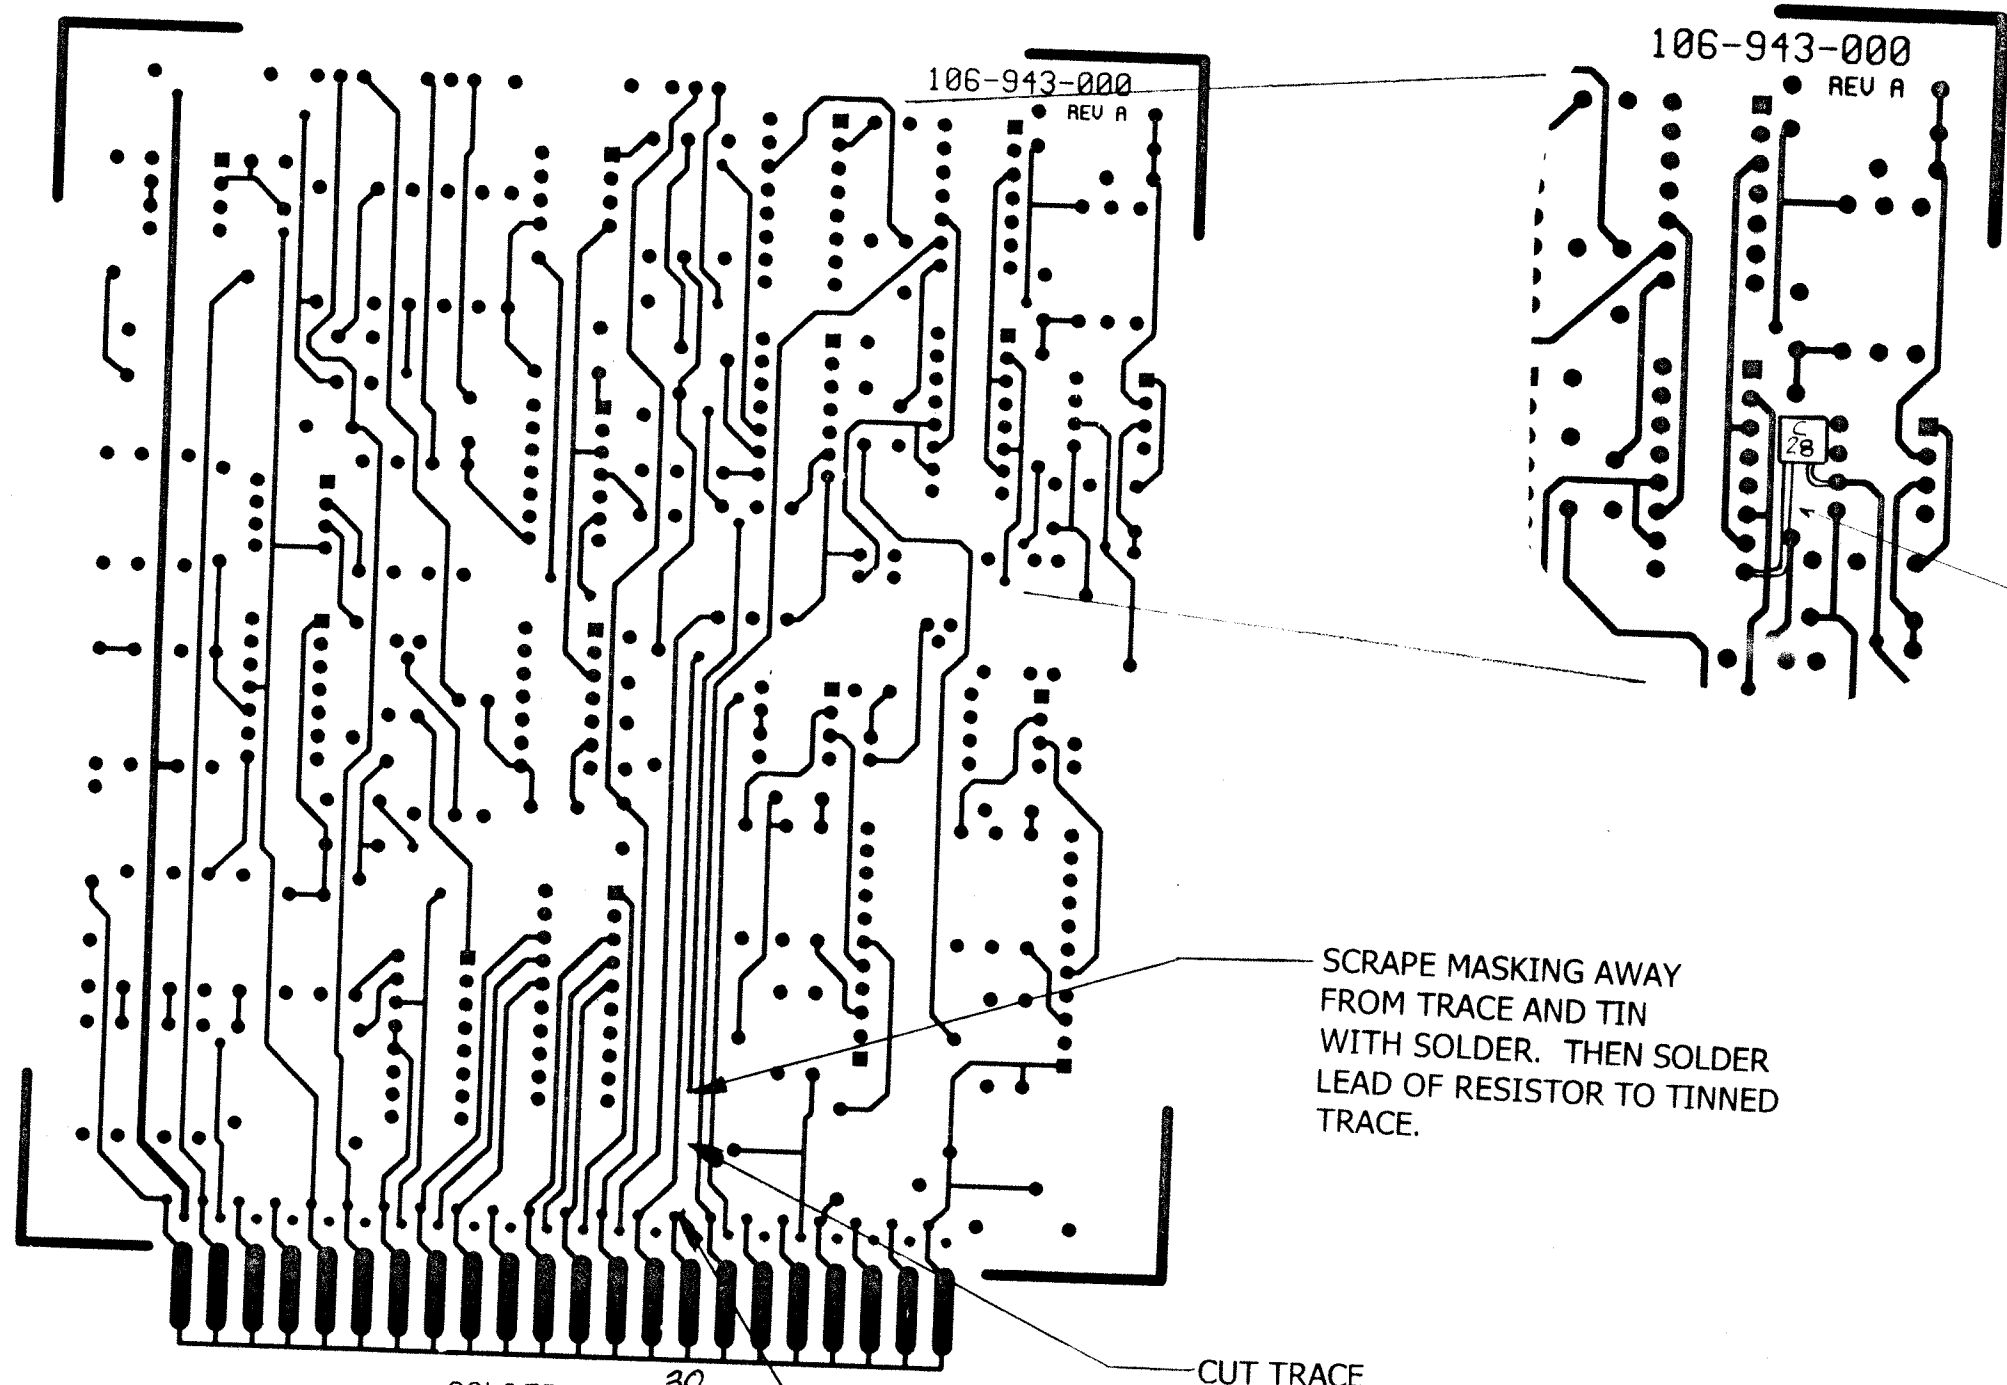 106-943-000
REV A
106-943-000
REV A
C
28
SCRAPE MASKING AWAY
FROM TRACE AND TIN
WITH SOLDER. THEN SOLDER
LEAD OF RESISTOR TO TINNED
TRACE.
CUT TRACE
30